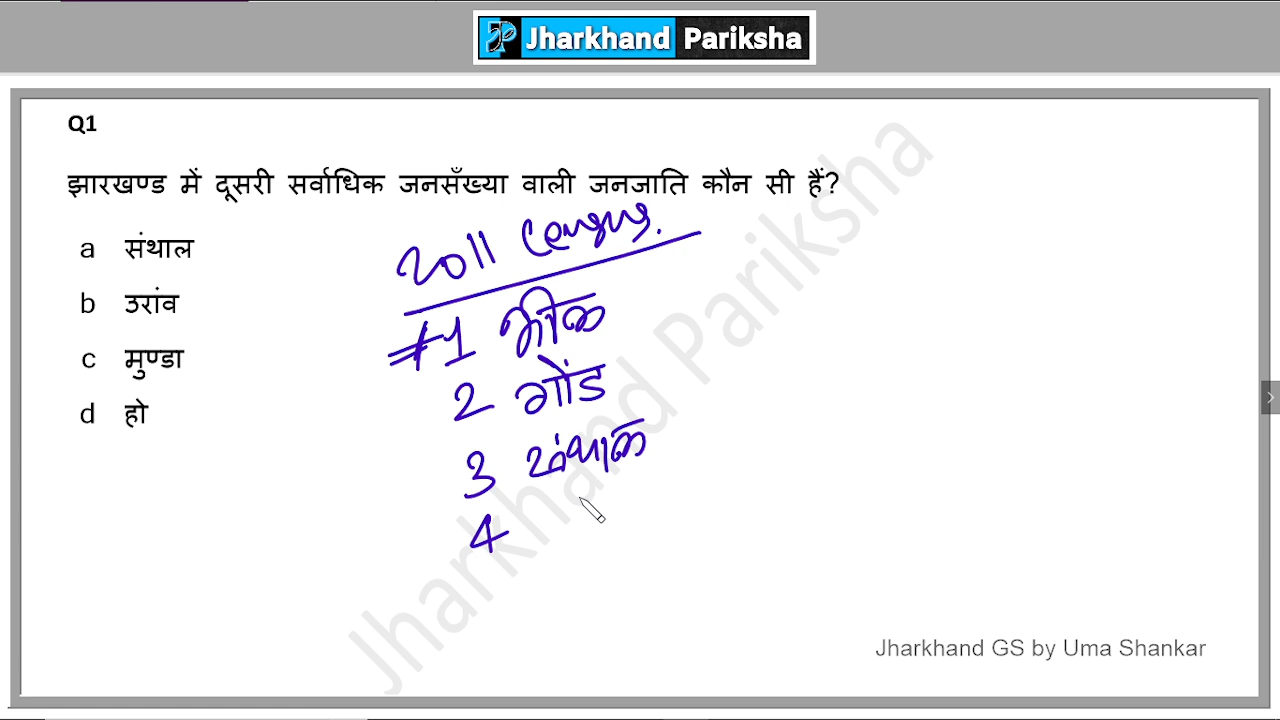 Jharkhand Pariksha
Q1
झारखण्ड में दूसरी सर्वाधिक जनसँख्या वाली जनजाति कौन सी हैं?
a संथाल
b उरांव
c मुण्डा
d हो
2011 Census.
#1 भील
2 गोंड
3 संथाल
4
Jharkhand Pariksha
Jharkhand GS by Uma Shankar